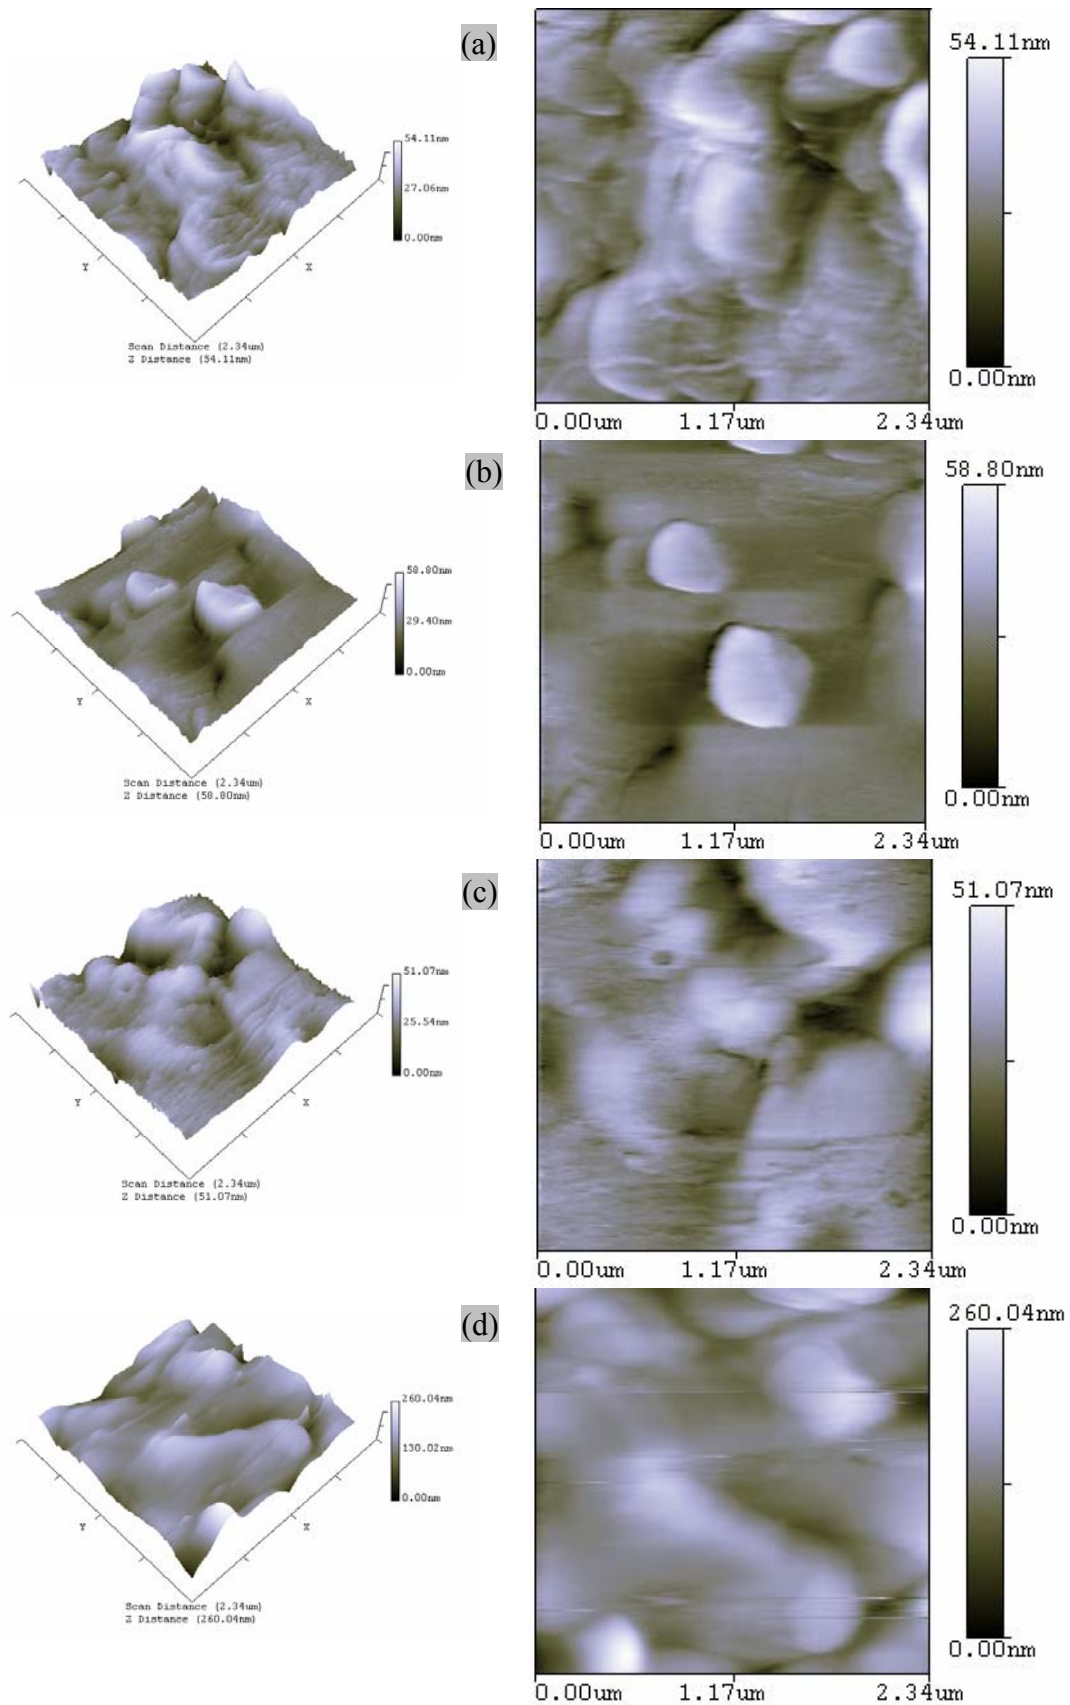 (a)
54.11nm
27.06nm
0.00nm
Y
X
Scan Distance (2.34um)
Z Distance (54.11nm)
54.11nm
0.00nm
0.00um 1.17um 2.34um
(b)
58.80nm
29.40nm
0.00nm
Y
X
Scan Distance (2.34um)
Z Distance (58.80nm)
58.80nm
0.00nm
0.00um 1.17um 2.34um
(c)
51.07nm
25.54nm
0.00nm
Y
X
Scan Distance (2.34um)
Z Distance (51.07nm)
51.07nm
0.00nm
0.00um 1.17um 2.34um
(d)
260.04nm
130.02nm
0.00nm
Y
X
Scan Distance (2.34um)
Z Distance (260.04nm)
260.04nm
0.00nm
0.00um 1.17um 2.34um